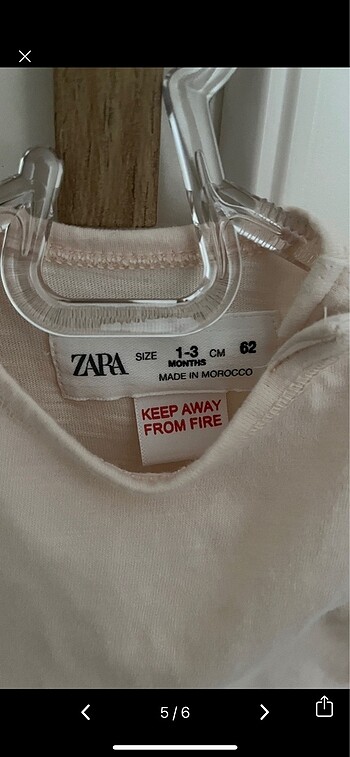 ZARA SIZE 1-3 MONTHS CM 62
MADE IN MOROCCO
KEEP AWAY
FROM FIRE
5/6